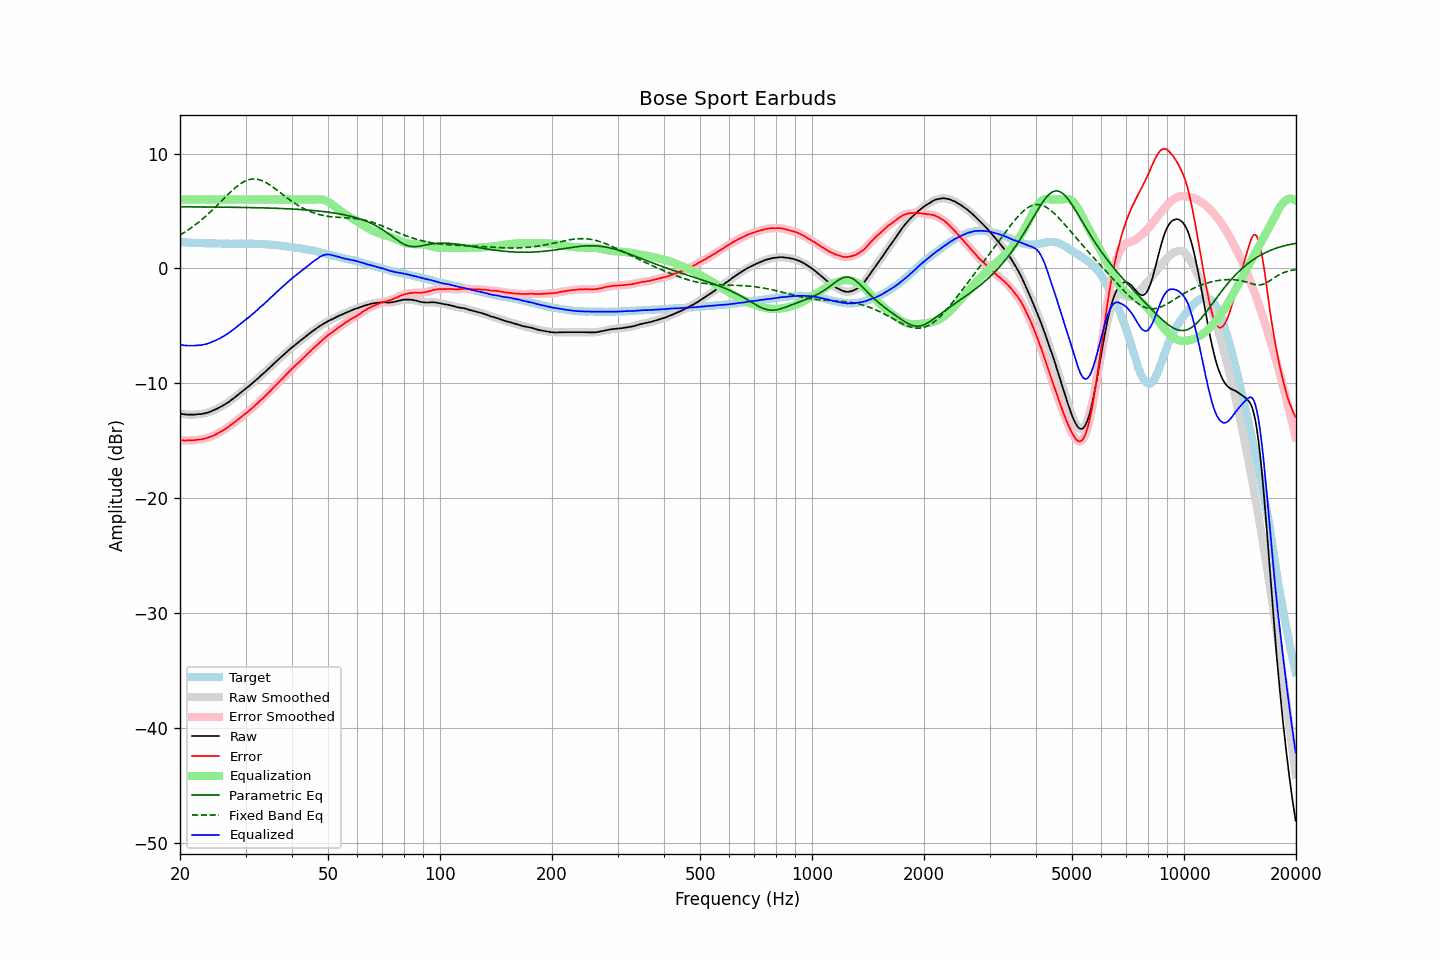 Bose Sport Earbuds
Amplitude (dBr)
10
0
−10
−20
−30
−40
−50
Target
Raw Smoothed
Error Smoothed
Raw
Error
Equalization
Parametric Eq
Fixed Band Eq
Equalized
20 50 100 200 500 1000 2000 5000 10000 20000
Frequency (Hz)